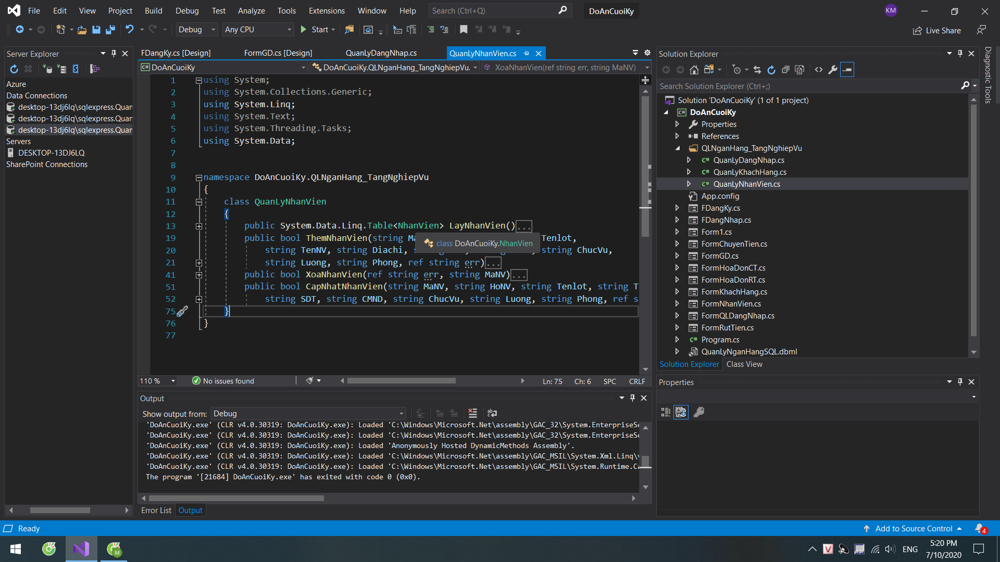 File Edit View Project Build Debug Test Analyze Tools Extensions Window Help Search (Ctrl+Q) DoAnCuoiKy KM
Debug Any CPU Start Live Share
Server Explorer
Azure
Data Connections
desktop-13dj6lq\sqlexpress.Quan
desktop-13dj6lq\sqlexpress.Quan
desktop-13dj6lq\sqlexpress.Quan
Servers
DESKTOP-13DJ6LQ
SharePoint Connections
FDangKy.cs [Design] FormGD.cs [Design] QuanLyDangNhap.cs QuanLyNhanVien.cs
DoAnCuoiKy DoAnCuoiKy.QLNganHang_TangNghiepVu. XoaNhanVien(ref string err, string MaNV)
1 using System;
2 using System.Collections.Generic;
3 using System.Linq;
4 using System.Text;
5 using System.Threading.Tasks;
6 using System.Data;
7
8
9 namespace DoAnCuoiKy.QLNganHang_TangNghiepVu
10 {
11 class QuanLyNhanVien
12 {
13 public System.Data.Linq.Table<NhanVien> LayNhanVien()...
19 public bool ThemNhanVien(string Ma Tenlot,
class DoAnCuoiKy.NhanVien
20 string TenNV, string Diachi, string ChucVu,
21 string Luong, string Phong, ref string err)...
41 public bool XoaNhanVien(ref string err, string MaNV)...
51 public bool CapNhatNhanVien(string MaNV, string HoNV, string Tenlot, string T
52 string SDT, string CMND, string ChucVu, string Luong, string Phong, ref s
75 }
76 }
77
110 % No issues found Ln: 75 Ch: 6 SPC CRLF
Output
Show output from: Debug
'DoAnCuoiKy.exe' (CLR v4.0.30319: DoAnCuoiKy.exe): Loaded 'C:\Windows\Microsoft.Net\assembly\GAC_32\System.EnterpriseSe
'DoAnCuoiKy.exe' (CLR v4.0.30319: DoAnCuoiKy.exe): Loaded 'C:\Windows\Microsoft.Net\assembly\GAC_32\System.EnterpriseSe
'DoAnCuoiKy.exe' (CLR v4.0.30319: DoAnCuoiKy.exe): Loaded 'Anonymously Hosted DynamicMethods Assembly'.
'DoAnCuoiKy.exe' (CLR v4.0.30319: DoAnCuoiKy.exe): Loaded 'C:\Windows\Microsoft.Net\assembly\GAC_MSIL\System.Xml.Linq\v
'DoAnCuoiKy.exe' (CLR v4.0.30319: DoAnCuoiKy.exe): Loaded 'C:\Windows\Microsoft.Net\assembly\GAC_MSIL\System.Runtime.Ca
The program '[21684] DoAnCuoiKy.exe' has exited with code 0 (0x0).
Error List Output
Solution Explorer
Search Solution Explorer (Ctrl+;)
Solution 'DoAnCuoiKy' (1 of 1 project)
DoAnCuoiKy
Properties
References
QLNganHang_TangNghiepVu
QuanLyDangNhap.cs
QuanLyKhachHang.cs
QuanLyNhanVien.cs
App.config
FDangKy.cs
FDangNhap.cs
Form1.cs
FormChuyenTien.cs
FormGD.cs
FormHoaDonCT.cs
FormHoaDonRT.cs
FormKhachHang.cs
FormNhanVien.cs
FormQLDangNhap.cs
FormRutTien.cs
Program.cs
QuanLyNganHangSQL.dbml
Solution Explorer Class View
Properties
Diagnostic Tools
Ready Add to Source Control 4
ENG
5:20 PM
7/10/2020